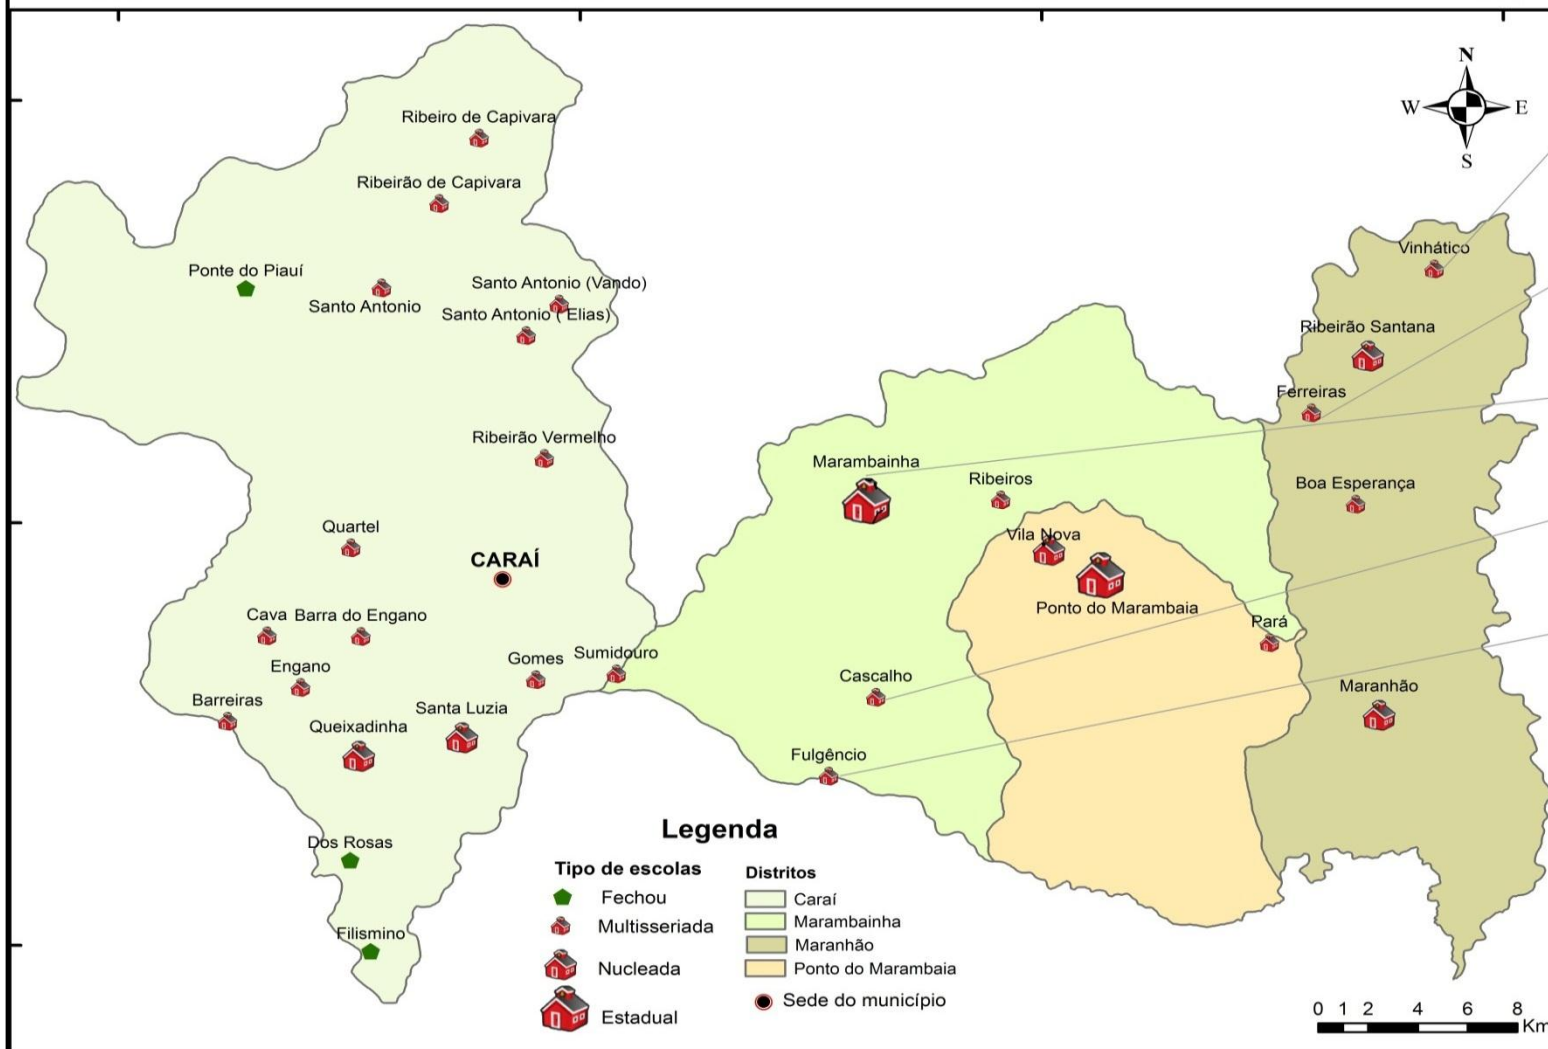 N
W E
S
Ribeiro de Capivara
Ribeirão de Capivara
Ponte do Piauí
Santo Antonio
Santo Antonio (Vando)
Santo Antonio ( Elias)
Vinhático
Ribeirão Santana
Ferreiras
Ribeirão Vermelho
Marambainha
Ribeiros
Boa Esperança
Quartel
CARAÍ
Vila Nova
Ponto do Marambaia
Cava
Barra do Engano
Pará
Engano
Gomes
Sumidouro
Cascalho
Maranhão
Barreiras
Queixadinha
Santa Luzia
Fulgêncio
Dos Rosas
Filismino
Legenda
Tipo de escolas
Fechou
Multisseriada
Nucleada
Estadual
Distritos
Caraí
Marambainha
Maranhão
Ponto do Marambaia
Sede do município
0 1 2 4 6 8
Km